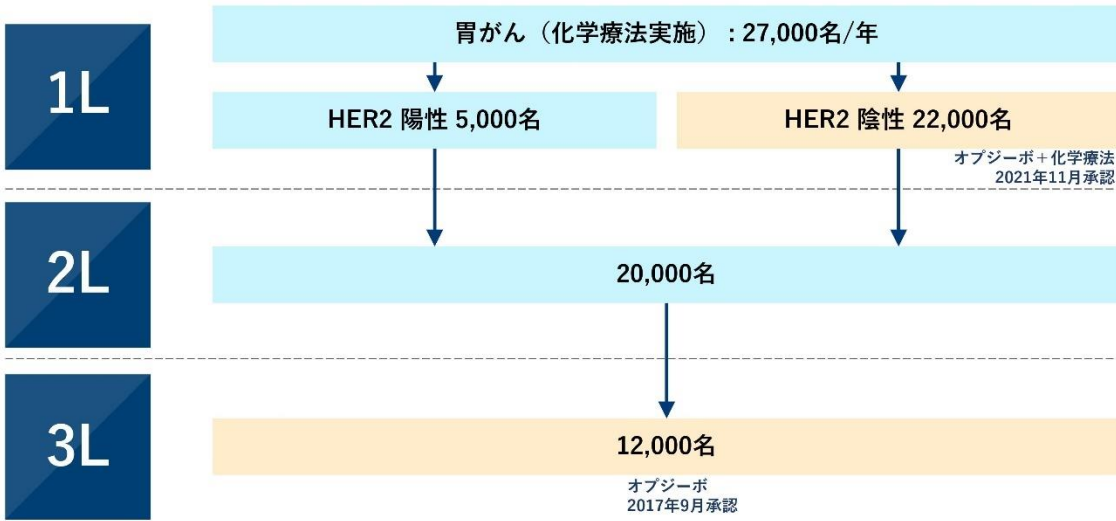 1L
胃がん（化学療法実施）：27,000名/年
HER2 陽性 5,000名
HER2 陰性 22,000名
オプジーボ＋化学療法
2021年11月承認
2L
20,000名
3L
12,000名
オプジーボ
2017年9月承認